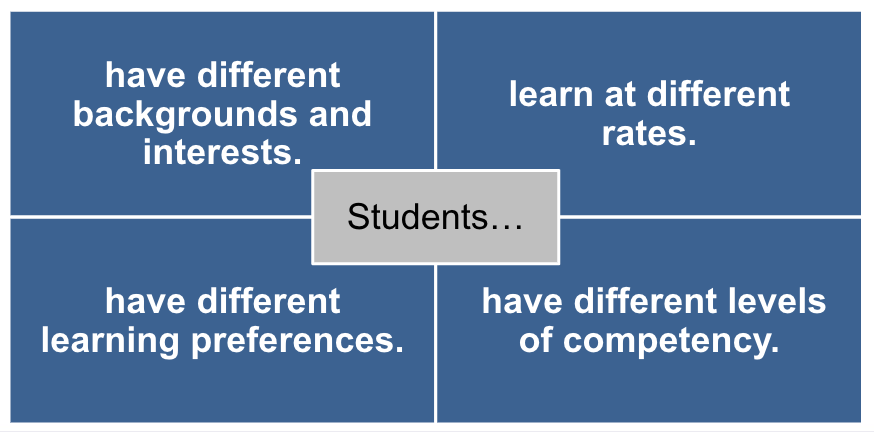 have different
backgrounds and
interests.
learn at different
rates.
Students…
have different
learning preferences.
have different levels
of competency.